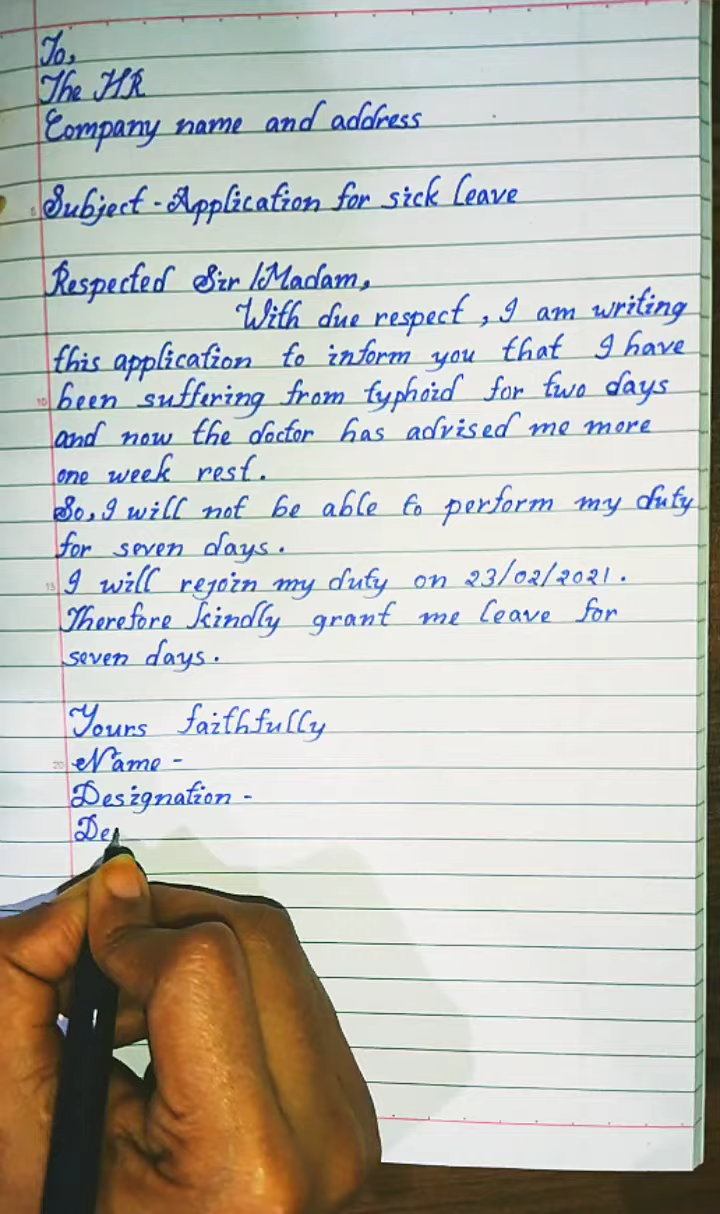 To,
The HR
Company name and address
Subject - Application for sick leave
Respected Sir/Madam,
With due respect, I am writing
this application to inform you that I have
been suffering from typhoid for two days
and now the doctor has advised me more
one week rest.
So, I will not be able to perform my duty
for seven days.
I will rejoin my duty on 23/02/2021.
Therefore kindly grant me leave for
seven days.
Yours faithfully
Name -
Designation -
De